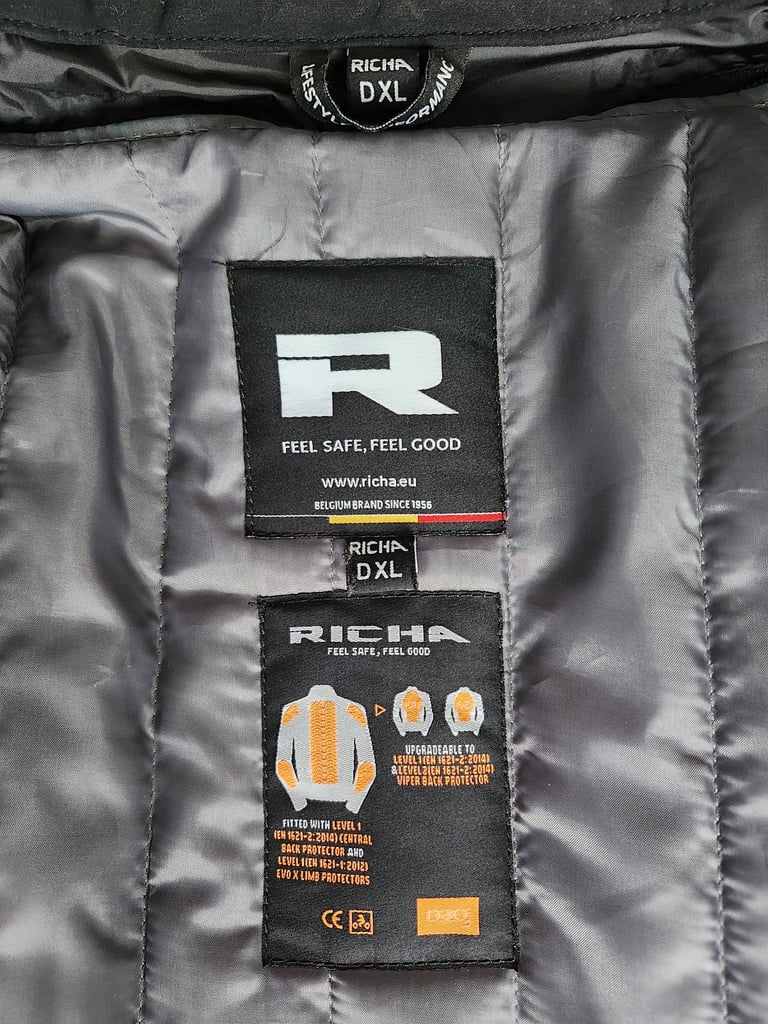 RICHA
DXL
LIFESTYLE
PERFORMANC
R
FEEL SAFE, FEEL GOOD
www.richa.eu
BELGIUM BRAND SINCE 1956
RICHA
DXL
RICHA
FEEL SAFE, FEEL GOOD
UPGRADEABLE TO
LEVEL 1 (EN 1621-2: 2014)
& LEVEL 2 (EN 1621-2: 2014)
VIPER BACK PROTECTOR
FITTED WITH LEVEL 1
(EN 1621-2: 2014) CENTRAL
BACK PROTECTOR AND
LEVEL 1 (EN 1621-1: 2012)
EVO X LIMB PROTECTORS
CE
D3O